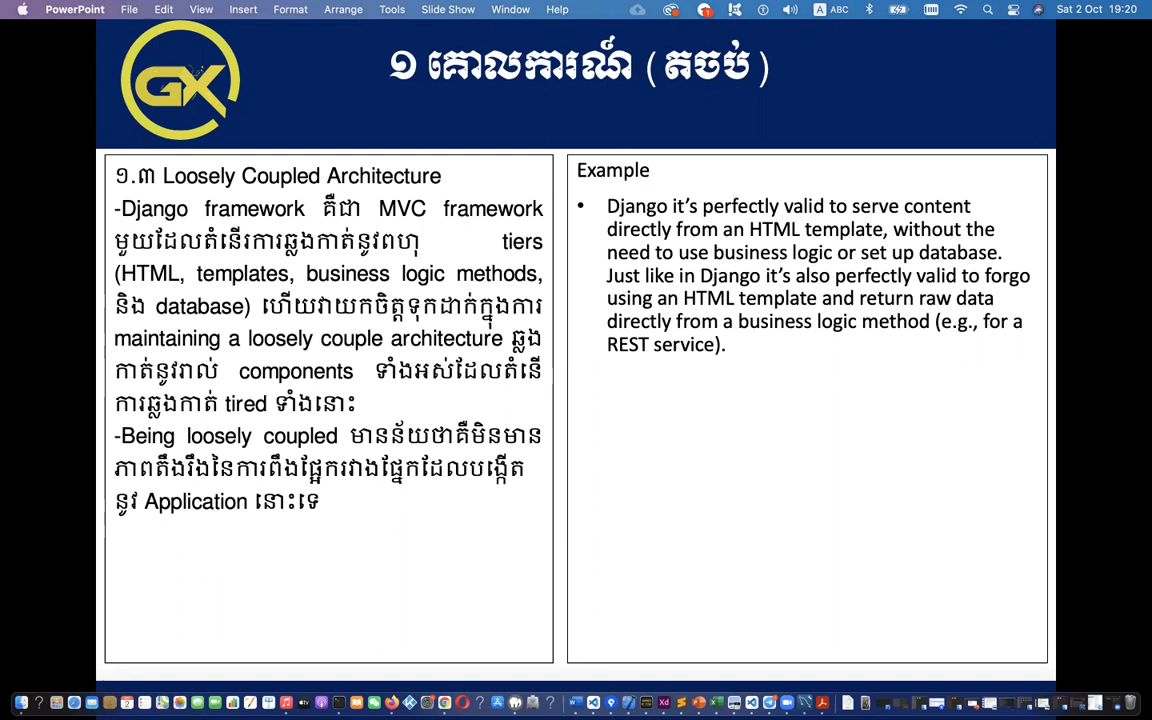 PowerPoint File Edit View Insert Format Arrange Tools Slide Show Window Help ABC Sat 2 Oct 19:20
GX
១ គោលការណ៍ (តចប់)
១.៣ Loosely Coupled Architecture
-Django framework គឺជា MVC framework
មួយដែលតំនើរការឆ្លងកាត់នូវពហុ tiers
(HTML, templates, business logic methods,
និង database) ហើយវាយកចិត្តទុកដាក់ក្នុងការ
maintaining a loosely couple architecture ឆ្លង
កាត់នូវរាល់ components ទាំងអស់ដែលតំនើ
ការឆ្លងកាត់ tired ទាំងនោះ
-Being loosely coupled មានន័យថាគឺមិនមាន
ភាពតឹងរឹងនៃការពឹងផ្អែករវាងផ្នែកដែលបង្កើត
នូវ Application នោះទេ
Example
• Django it’s perfectly valid to serve content
directly from an HTML template, without the
need to use business logic or set up database.
Just like in Django it’s also perfectly valid to forgo
using an HTML template and return raw data
directly from a business logic method (e.g., for a
REST service).